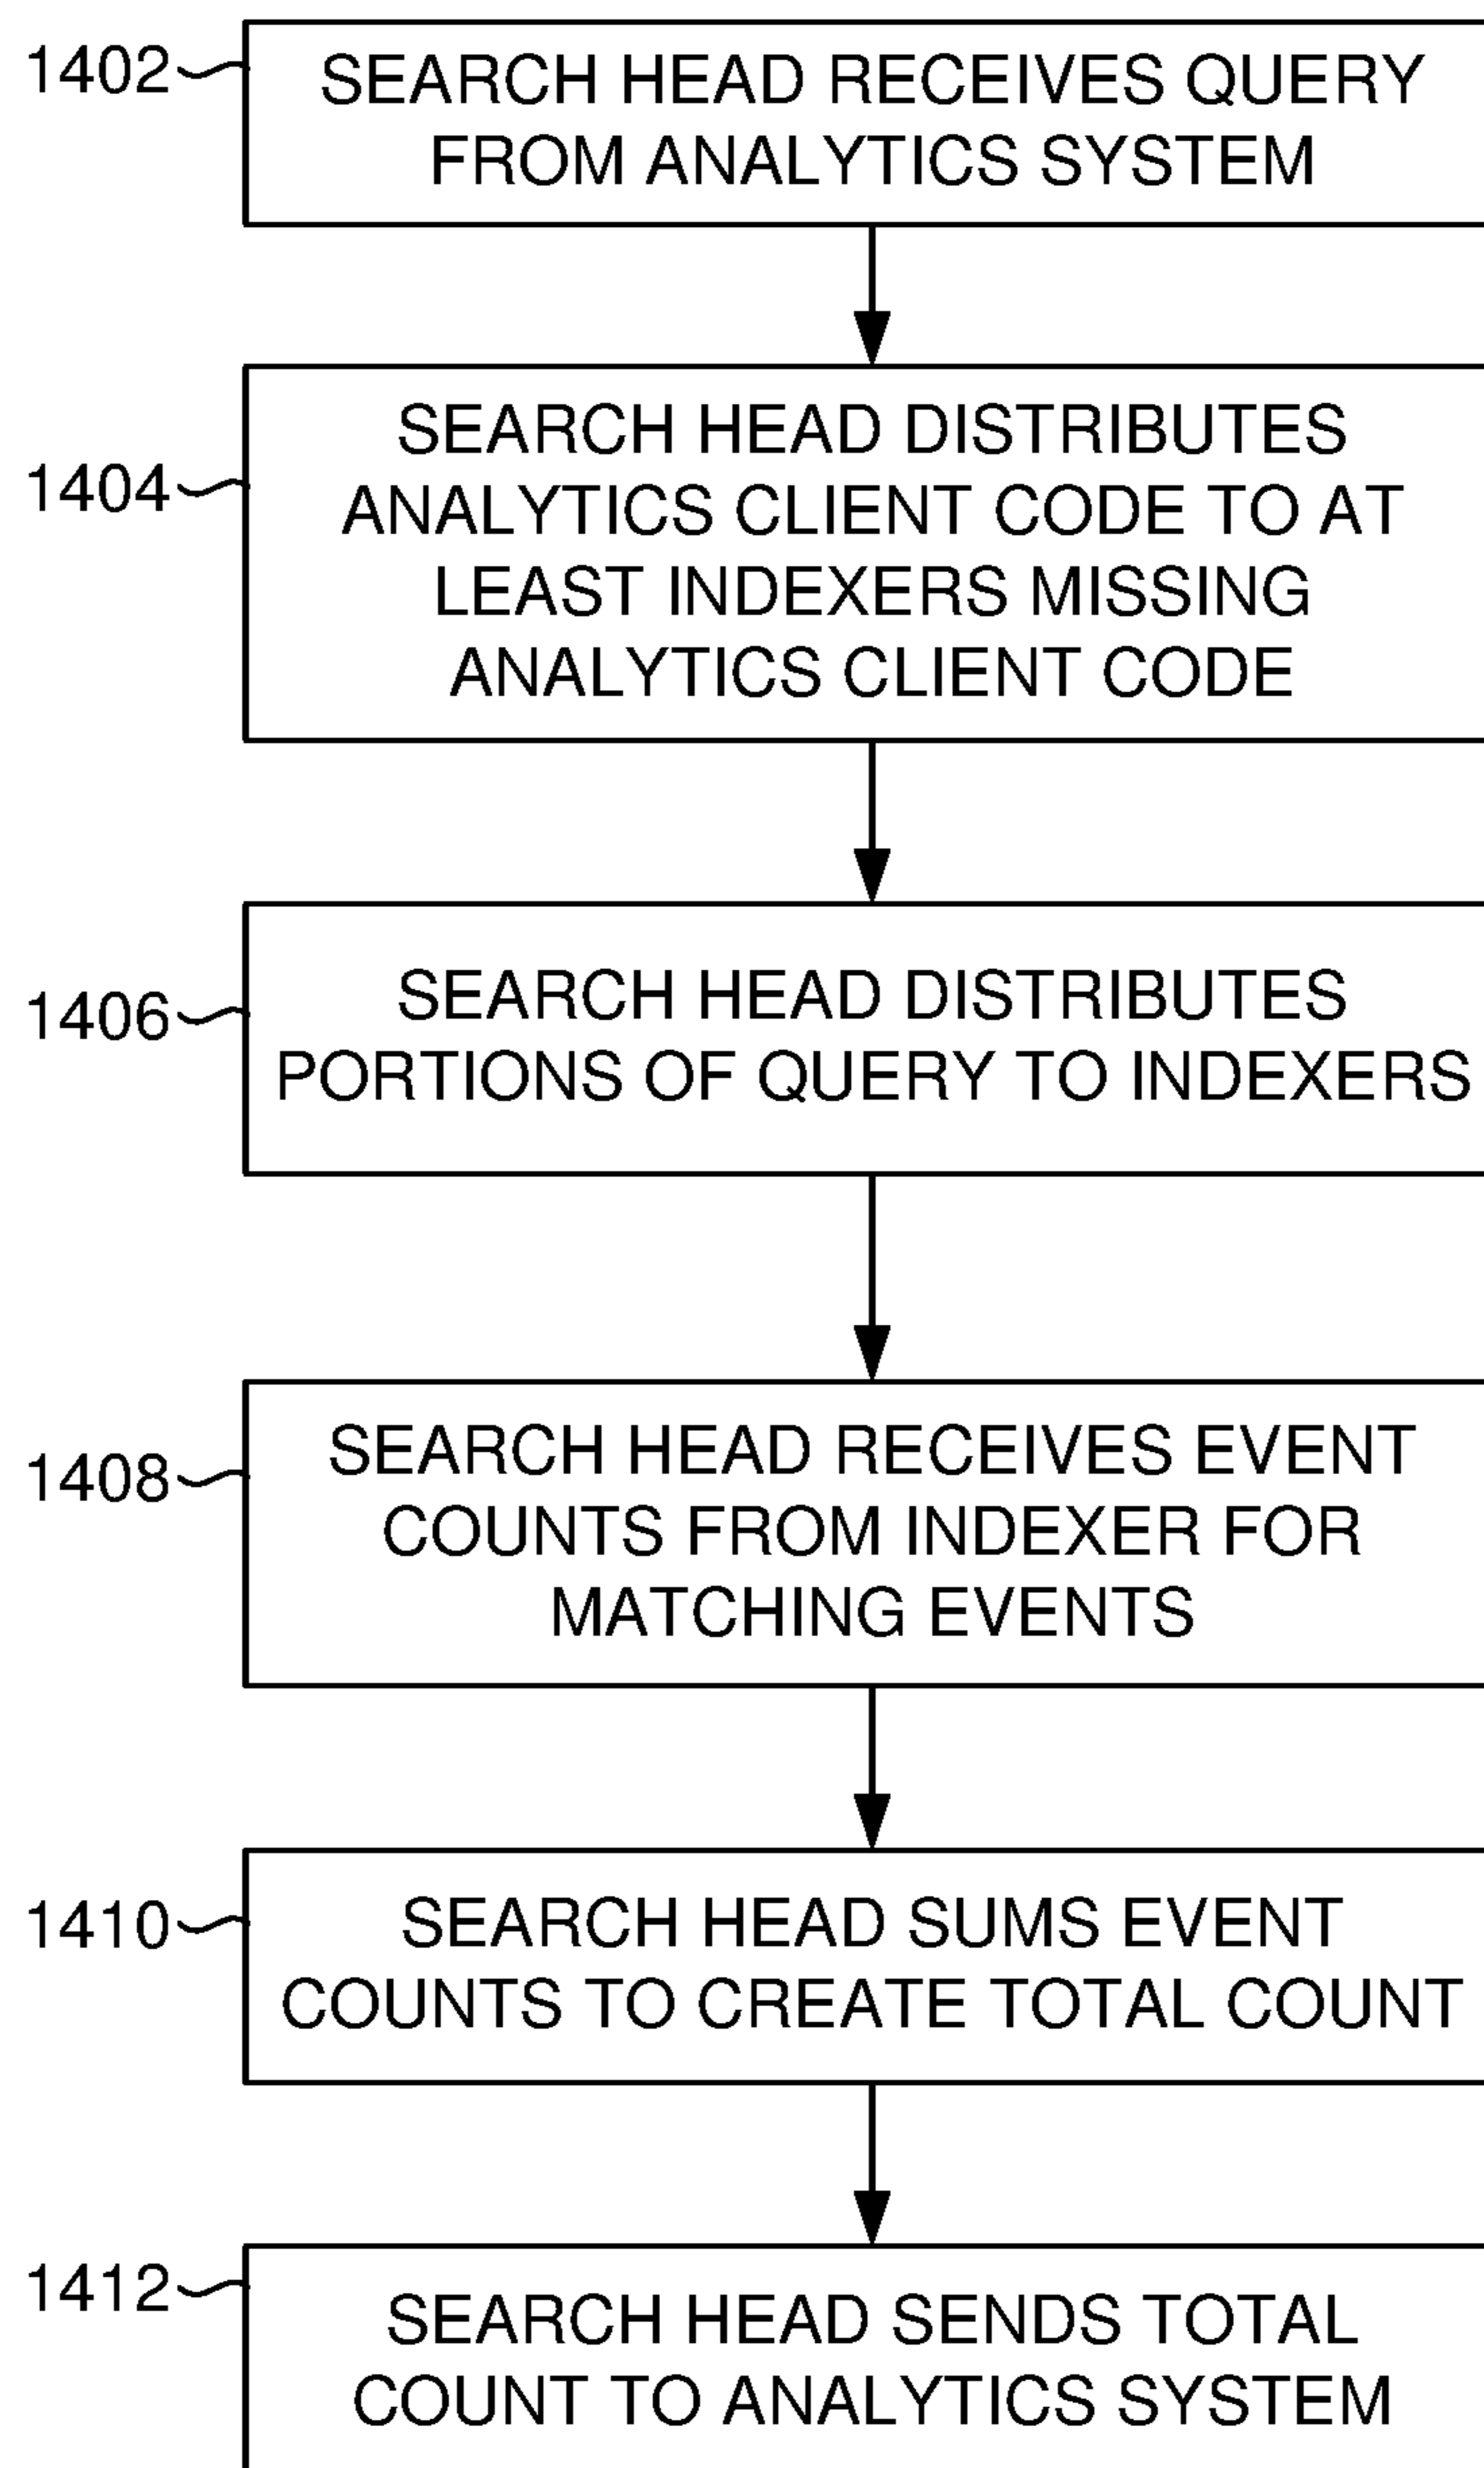 1402
SEARCH HEAD RECEIVES QUERY
FROM ANALYTICS SYSTEM
1404
SEARCH HEAD DISTRIBUTES
ANALYTICS CLIENT CODE TO AT
LEAST INDEXERS MISSING
ANALYTICS CLIENT CODE
1406
SEARCH HEAD DISTRIBUTES
PORTIONS OF QUERY TO INDEXERS
1408
SEARCH HEAD RECEIVES EVENT
COUNTS FROM INDEXER FOR
MATCHING EVENTS
1410
SEARCH HEAD SUMS EVENT
COUNTS TO CREATE TOTAL COUNT
1412
SEARCH HEAD SENDS TOTAL
COUNT TO ANALYTICS SYSTEM